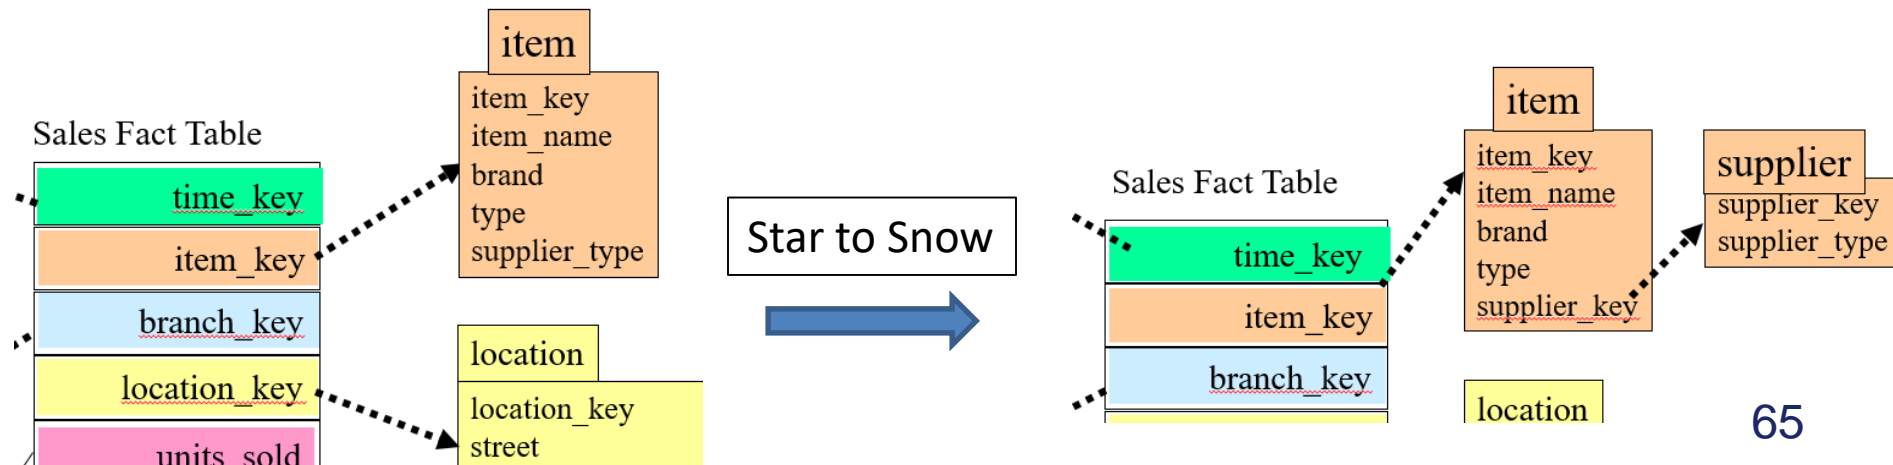 item
item_key
item_name
brand
type
supplier_type
Sales Fact Table
time_key
item_key
branch_key
location_key
units_sold
location
location_key
street
Star to Snow
Sales Fact Table
time_key
item_key
branch_key
item
item_key
item_name
brand
type
supplier_key
supplier
supplier_key
supplier_type
location
65